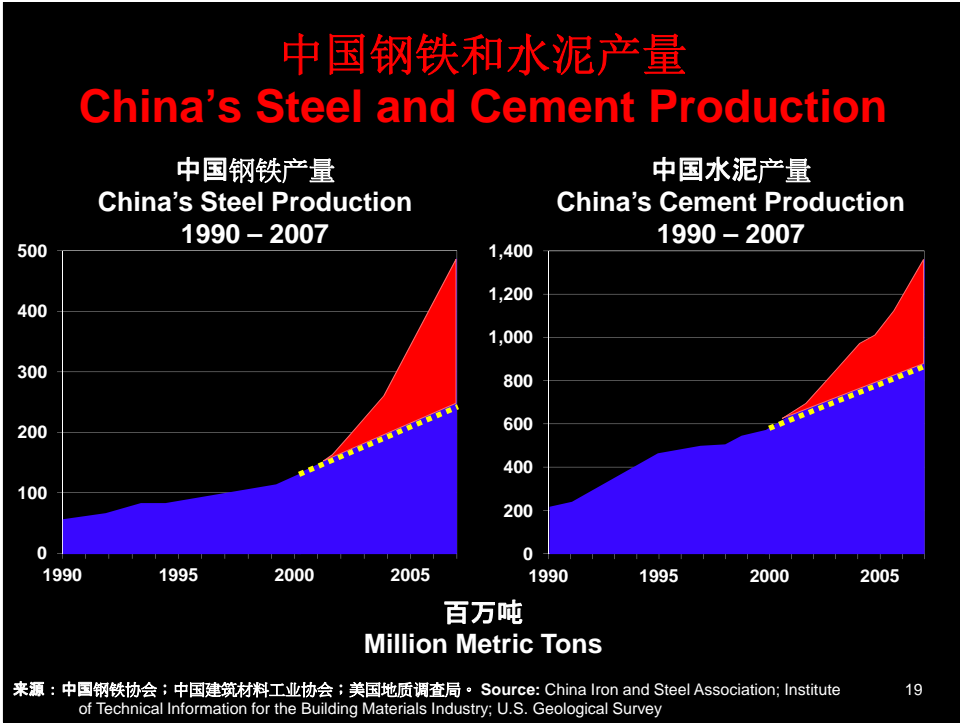 中国钢铁和水泥产量
China’s Steel and Cement Production
中国钢铁产量
China’s Steel Production
1990 – 2007
500
400
300
200
100
0
1990
1995
2000
2005
中国水泥产量
China’s Cement Production
1990 – 2007
1,400
1,200
1,000
800
600
400
200
0
1990
1995
2000
2005
百万吨
Million Metric Tons
来源：中国钢铁协会；中国建筑材料工业协会；美国地质调查局。Source: China Iron and Steel Association; Institute
of Technical Information for the Building Materials Industry; U.S. Geological Survey
19